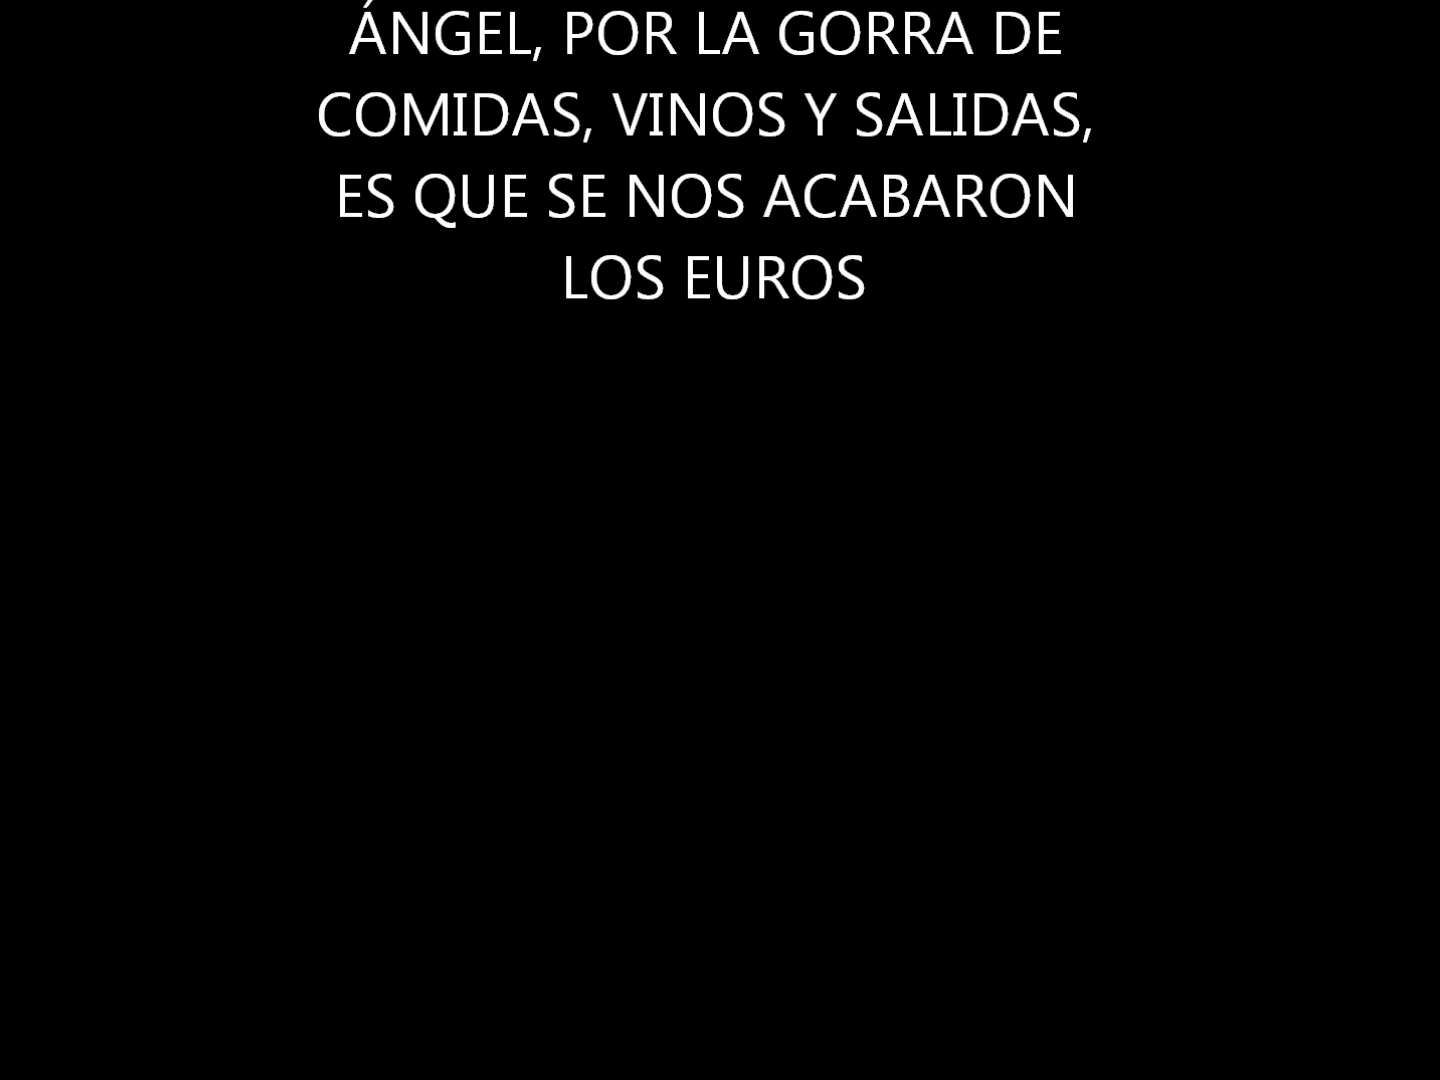 ÁNGEL, POR LA GORRA DE
COMIDAS, VINOS Y SALIDAS,
ES QUE SE NOS ACABARON
LOS EUROS